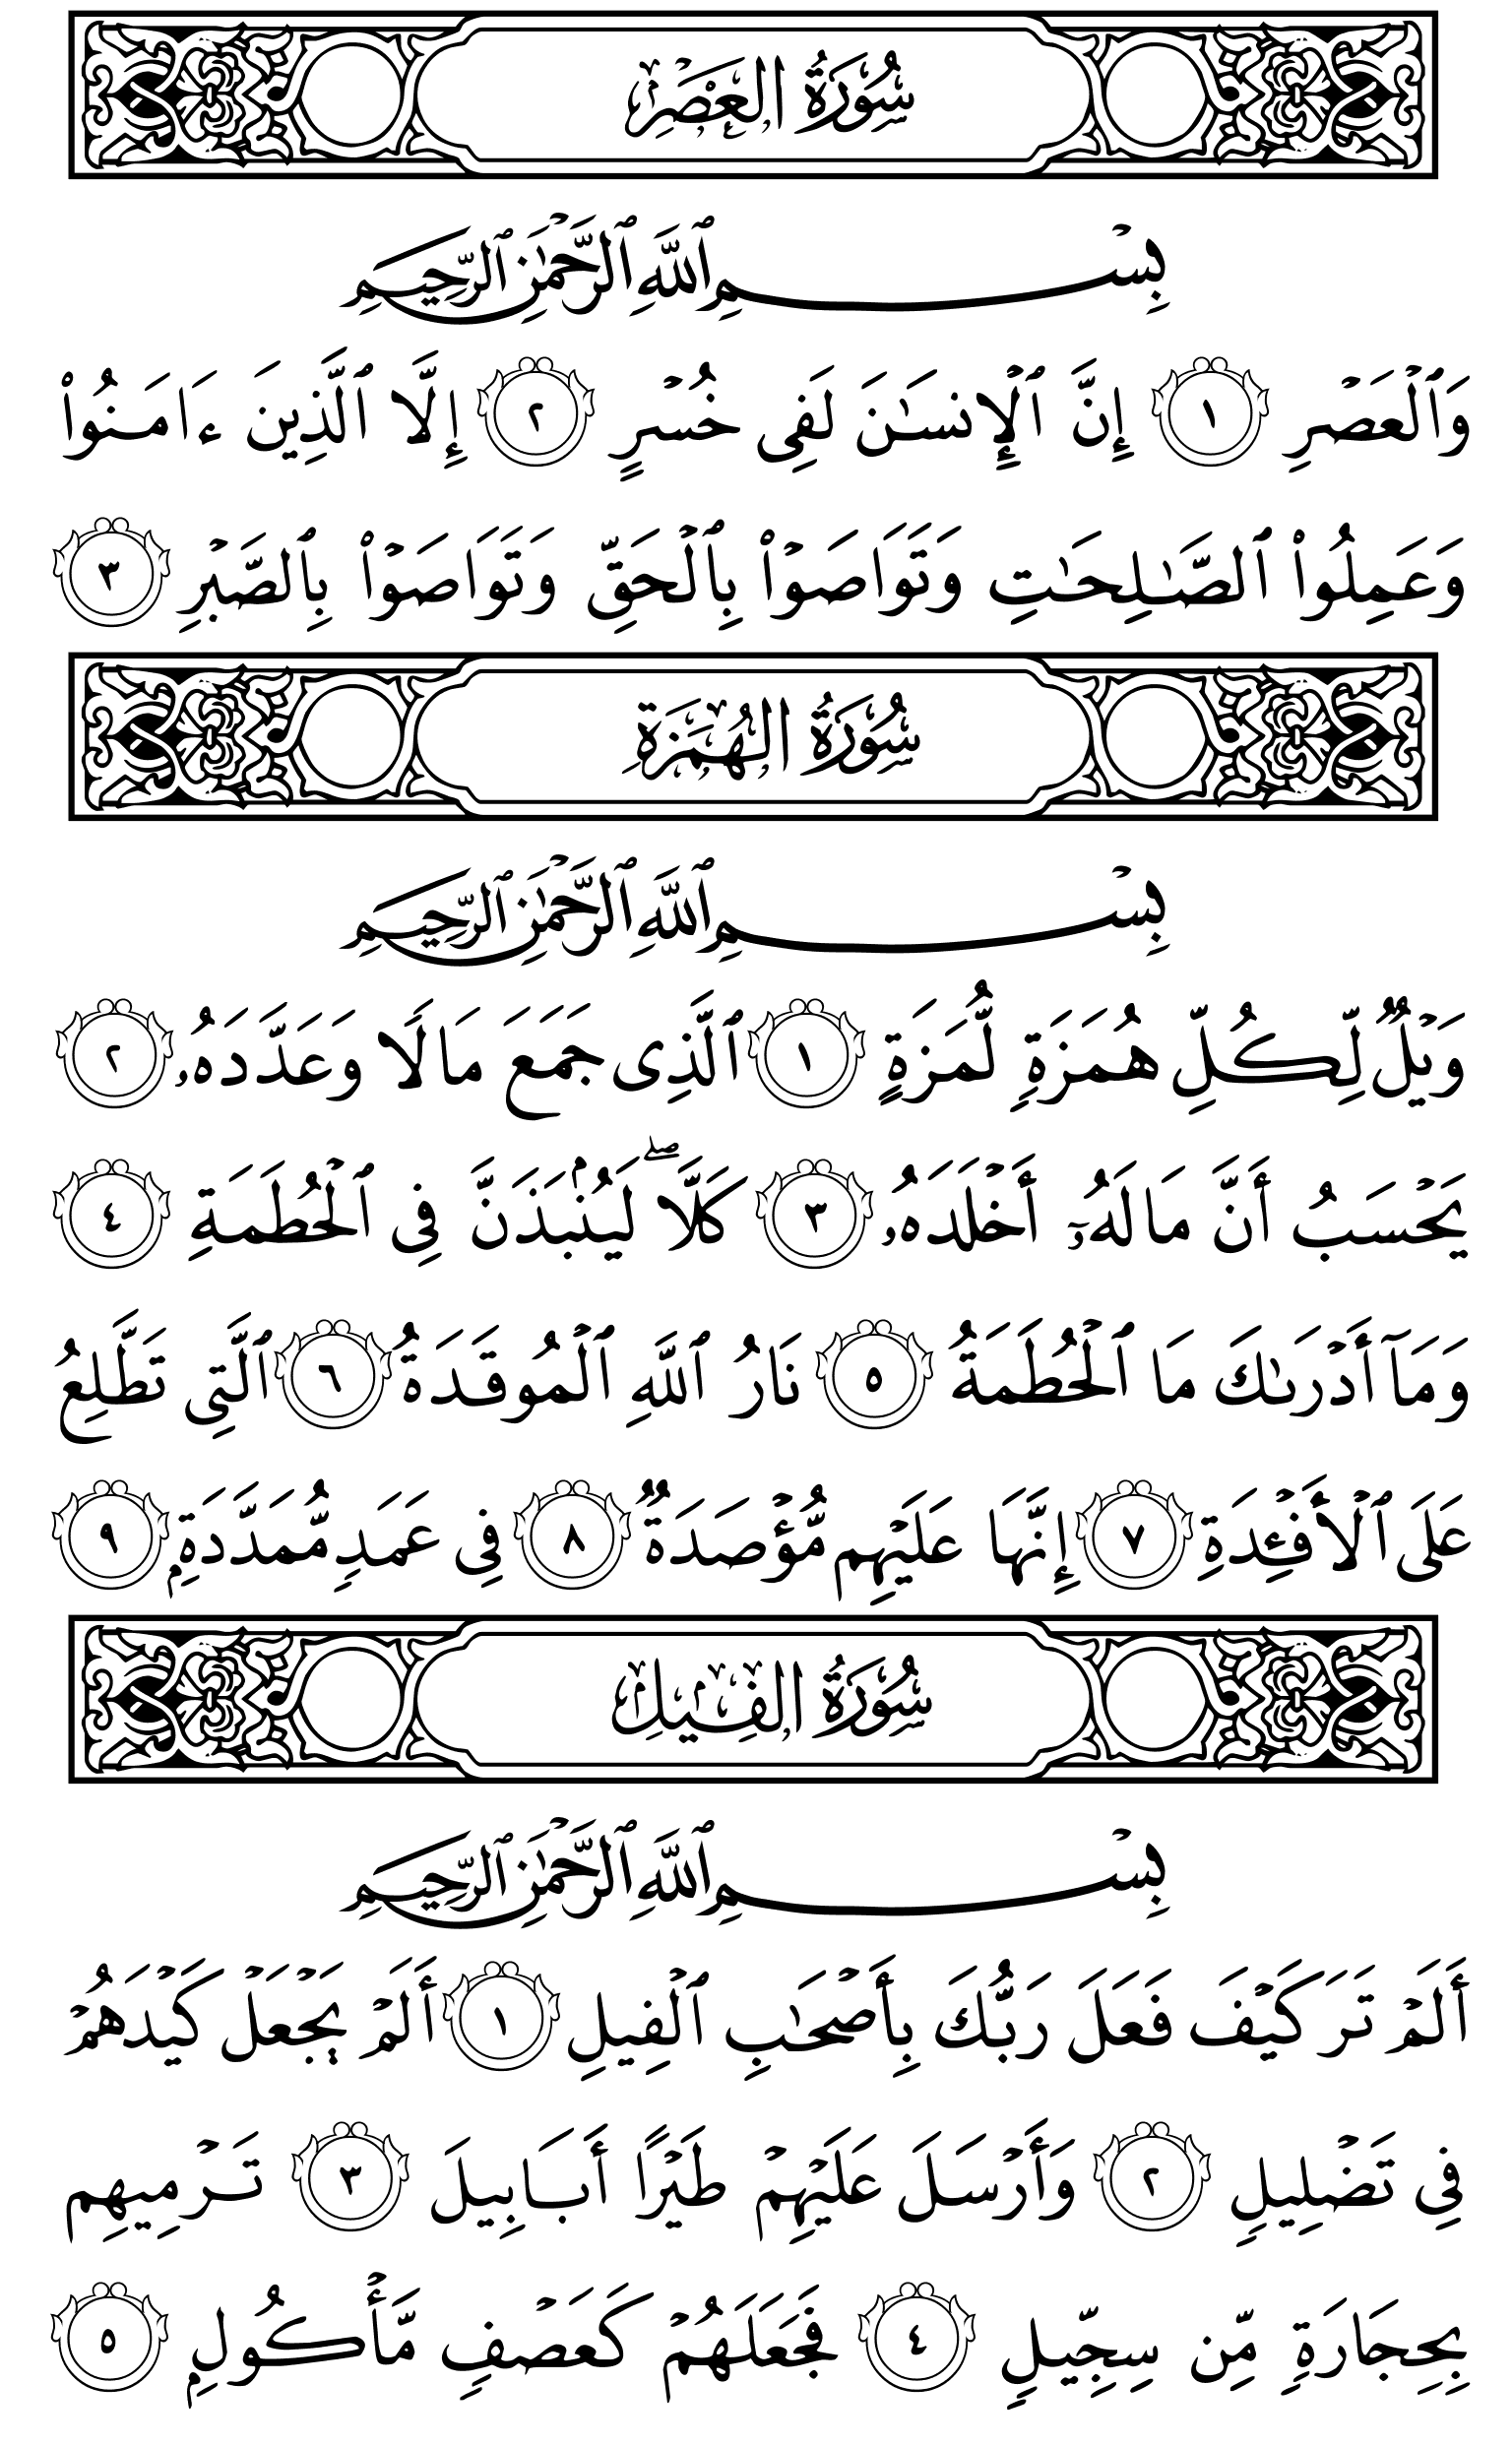 سُورَةُ العَصْرِ
بِسْمِ ٱللَّهِ ٱلرَّحْمَٰنِ ٱلرَّحِيمِ
وَٱلْعَصْرِ ١ إِنَّ ٱلْإِنسَٰنَ لَفِى خُسْرٍ ٢ إِلَّا ٱلَّذِينَ ءَامَنُوا۟
وَعَمِلُوا۟ ٱلصَّٰلِحَٰتِ وَتَوَاصَوْا۟ بِٱلْحَقِّ وَتَوَاصَوْا۟ بِٱلصَّبْرِ ٣
سُورَةُ الهُمَزَةِ
بِسْمِ ٱللَّهِ ٱلرَّحْمَٰنِ ٱلرَّحِيمِ
وَيْلٌ لِّكُلِّ هُمَزَةٍ لُّمَزَةٍ ١ ٱلَّذِى جَمَعَ مَالًا وَعَدَّدَهُۥ ٢
يَحْسَبُ أَنَّ مَالَهُۥٓ أَخْلَدَهُۥ ٣ كَلَّا ۖ لَيُنۢبَذَنَّ فِى ٱلْحُطَمَةِ ٤
وَمَآ أَدْرَىٰكَ مَا ٱلْحُطَمَةُ ٥ نَارُ ٱللَّهِ ٱلْمُوقَدَةُ ٦ ٱلَّتِى تَطَّلِعُ
عَلَى ٱلْأَفْـِٔدَةِ ٧ إِنَّهَا عَلَيْهِم مُّؤْصَدَةٌ ٨ فِى عَمَدٍ مُّمَدَّدَةٍۭ ٩
سُورَةُ الفِيلِ
بِسْمِ ٱللَّهِ ٱلرَّحْمَٰنِ ٱلرَّحِيمِ
أَلَمْ تَرَ كَيْفَ فَعَلَ رَبُّكَ بِأَصْحَٰبِ ٱلْفِيلِ ١ أَلَمْ يَجْعَلْ كَيْدَهُمْ
فِى تَضْلِيلٍ ٢ وَأَرْسَلَ عَلَيْهِمْ طَيْرًا أَبَابِيلَ ٣ تَرْمِيهِم
بِحِجَارَةٍ مِّن سِجِّيلٍ ٤ فَجَعَلَهُمْ كَعَصْفٍ مَّأْكُولٍۭ ٥